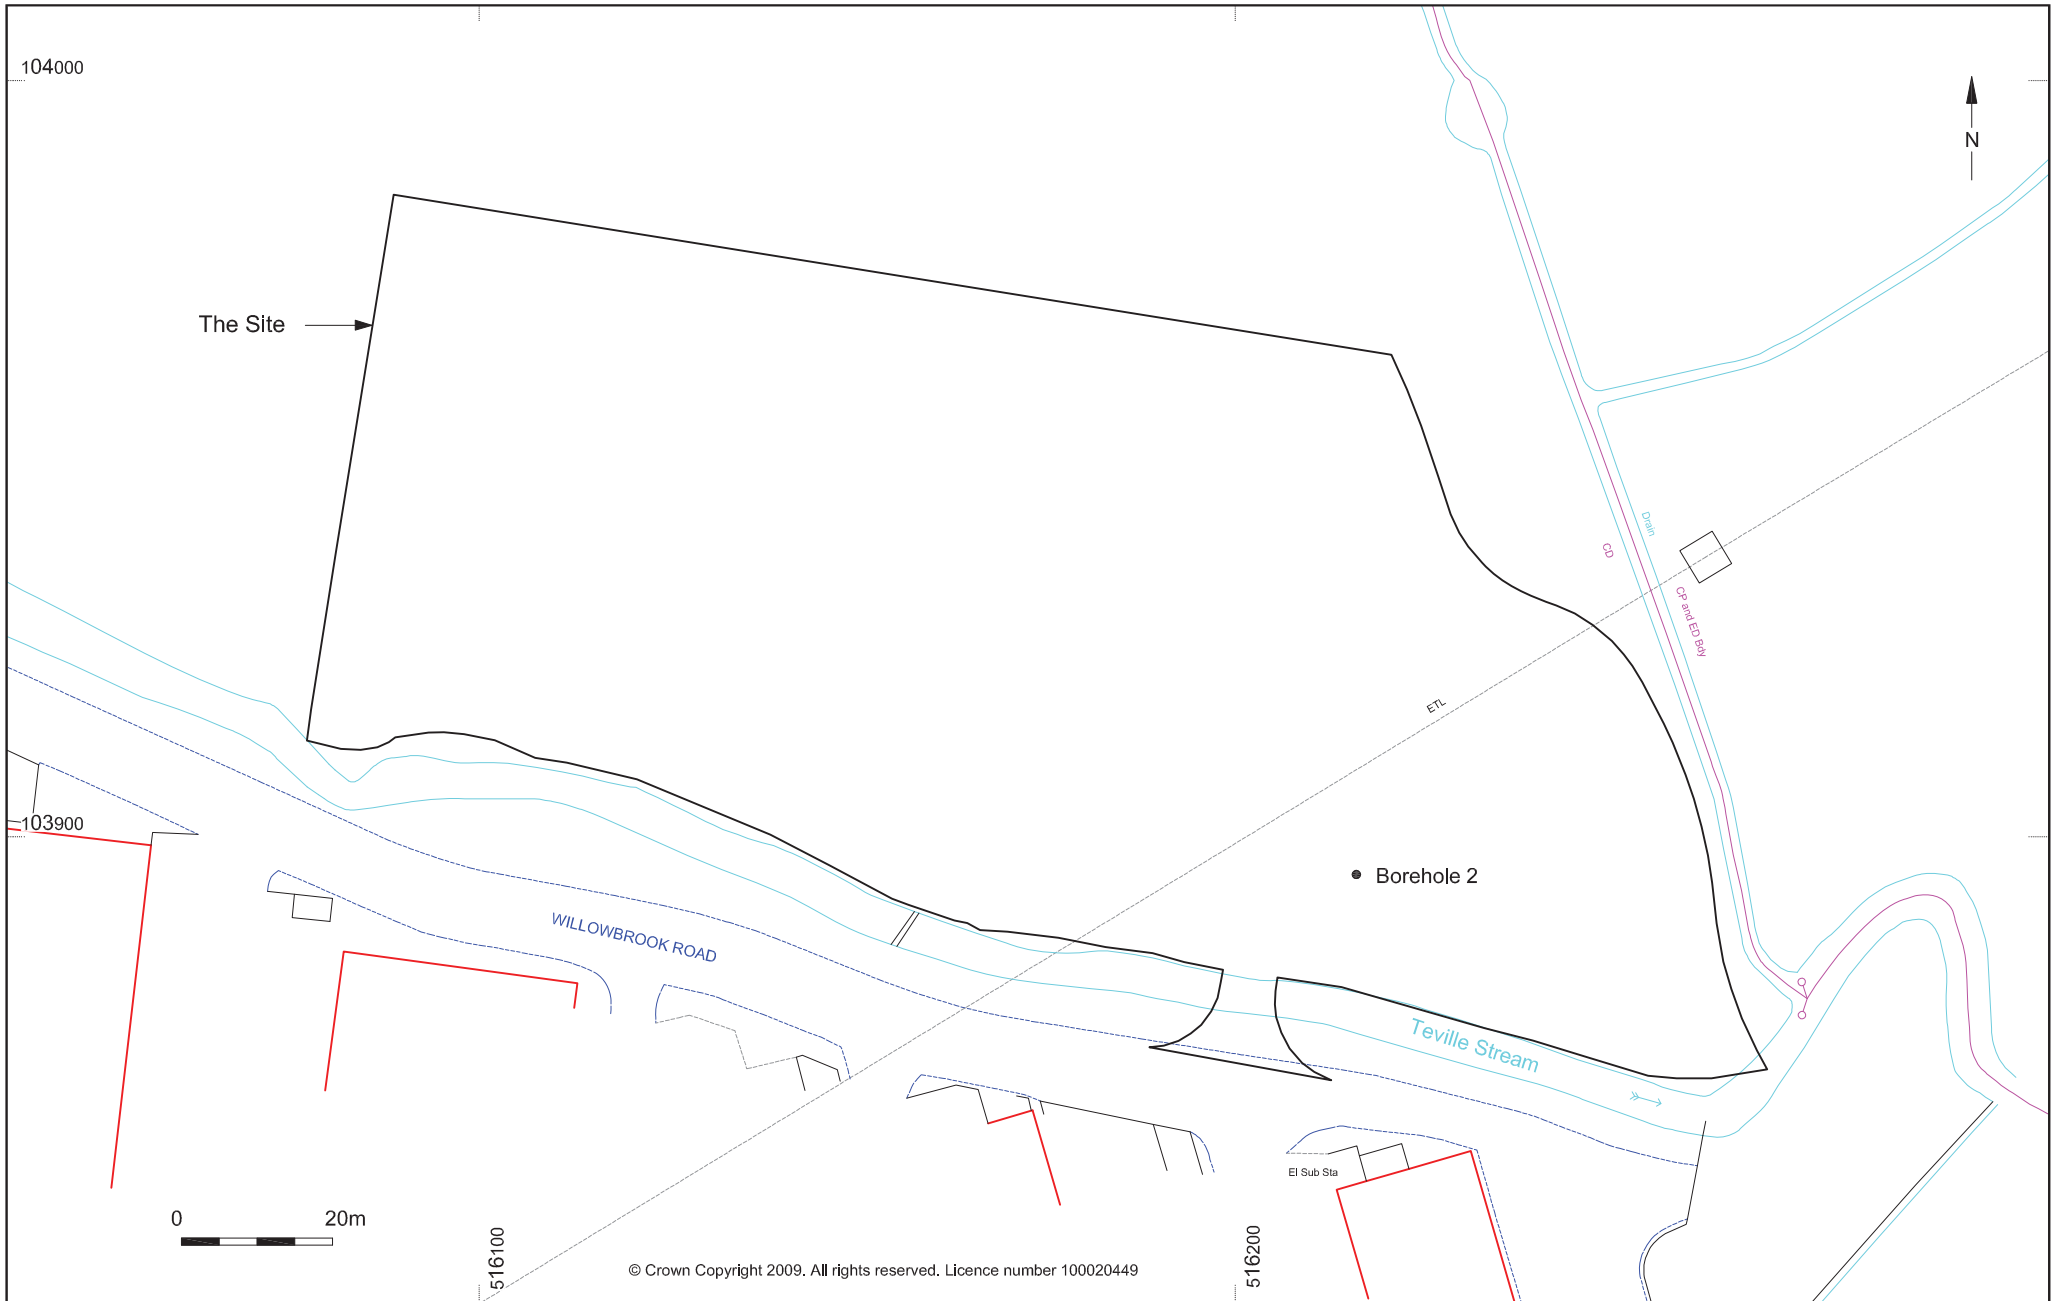 104000
N
The Site
Drain
CD
CP and ED Bdy
ETL
103900
Borehole 2
WILLOWBROOK ROAD
Teville Stream
El Sub Sta
0 20m
516100
516200
© Crown Copyright 2009. All rights reserved. Licence number 100020449